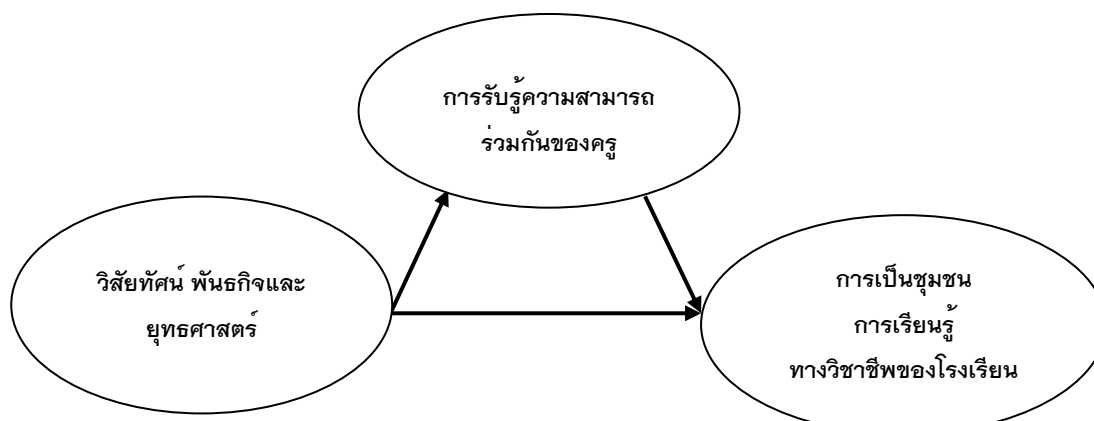 การรับรู้ความสามารถ
ร่วมกันของครู
วิสัยทัศน์ พันธกิจและ
ยุทธศาสตร์
การเป็นชุมชน
การเรียนรู้
ทางวิชาชีพของโรงเรียน